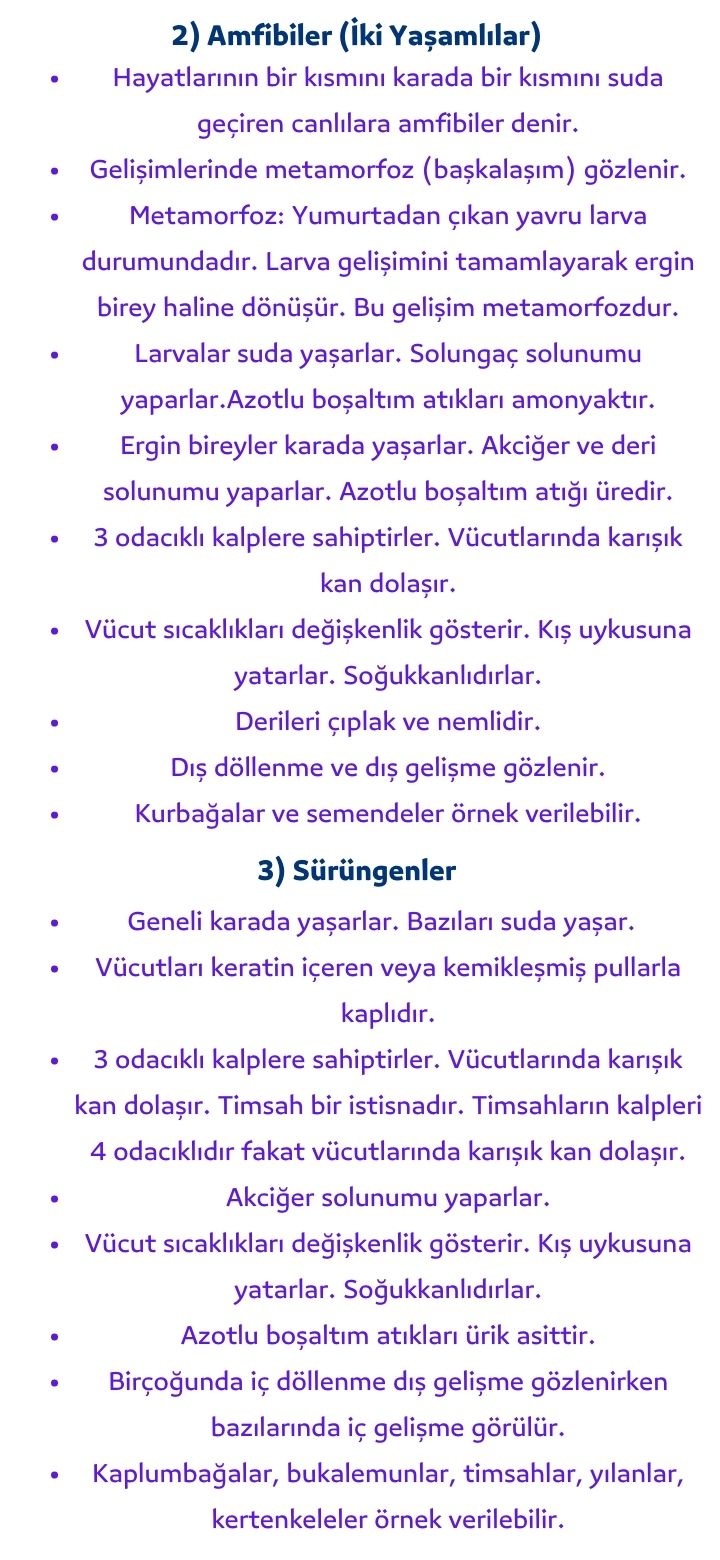 2) Amfibiler (İki Yaşamlılar)
• Hayatlarının bir kısmını karada bir kısmını suda
geçiren canlılara amfibiler denir.
• Gelişimlerinde metamorfoz (başkalaşım) gözlenir.
• Metamorfoz: Yumurtadan çıkan yavru larva
durumundadır. Larva gelişimini tamamlayarak ergin
birey haline dönüşür. Bu gelişim metamorfozdur.
• Larvalar suda yaşarlar. Solungaç solunumu
yaparlar.Azotlu boşaltım atıkları amonyaktır.
• Ergin bireyler karada yaşarlar. Akciğer ve deri
solunumu yaparlar. Azotlu boşaltım atığı üredir.
• 3 odacıklı kalplere sahiptirler. Vücutlarında karışık
kan dolaşır.
• Vücut sıcaklıkları değişkenlik gösterir. Kış uykusuna
yatarlar. Soğukkanlıdırlar.
• Derileri çıplak ve nemlidir.
• Dış döllenme ve dış gelişme gözlenir.
• Kurbağalar ve semendeler örnek verilebilir.
3) Sürüngenler
• Geneli karada yaşarlar. Bazıları suda yaşar.
• Vücutları keratin içeren veya kemikleşmiş pullarla
kaplıdır.
• 3 odacıklı kalplere sahiptirler. Vücutlarında karışık
kan dolaşır. Timsah bir istisnadır. Timsahların kalpleri
4 odacıklıdır fakat vücutlarında karışık kan dolaşır.
• Akciğer solunumu yaparlar.
• Vücut sıcaklıkları değişkenlik gösterir. Kış uykusuna
yatarlar. Soğukkanlıdırlar.
• Azotlu boşaltım atıkları ürik asittir.
• Birçoğunda iç döllenme dış gelişme gözlenirken
bazılarında iç gelişme görülür.
• Kaplumbağalar, bukalemunlar, timsahlar, yılanlar,
kertenkeleler örnek verilebilir.